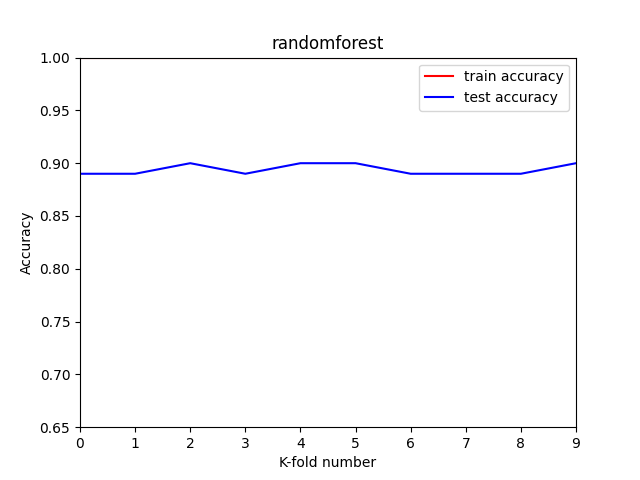 randomforest
train accuracy
test accuracy
1.00
0.95
0.90
0.85
0.80
0.75
0.70
0.65
Accuracy
0 1 2 3 4 5 6 7 8 9
K-fold number